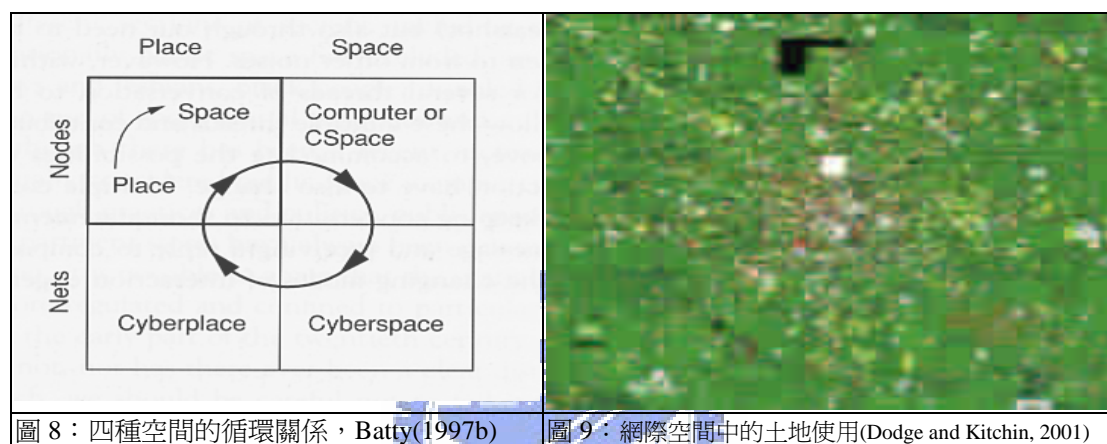 Place Space
Nodes
Space
Place
Computer or
CSpace
Nets
Cyberplace Cyberspace
圖 8：四種空間的循環關係，Batty(1997b)
圖 9：網際空間中的土地使用(Dodge and Kitchin, 2001)